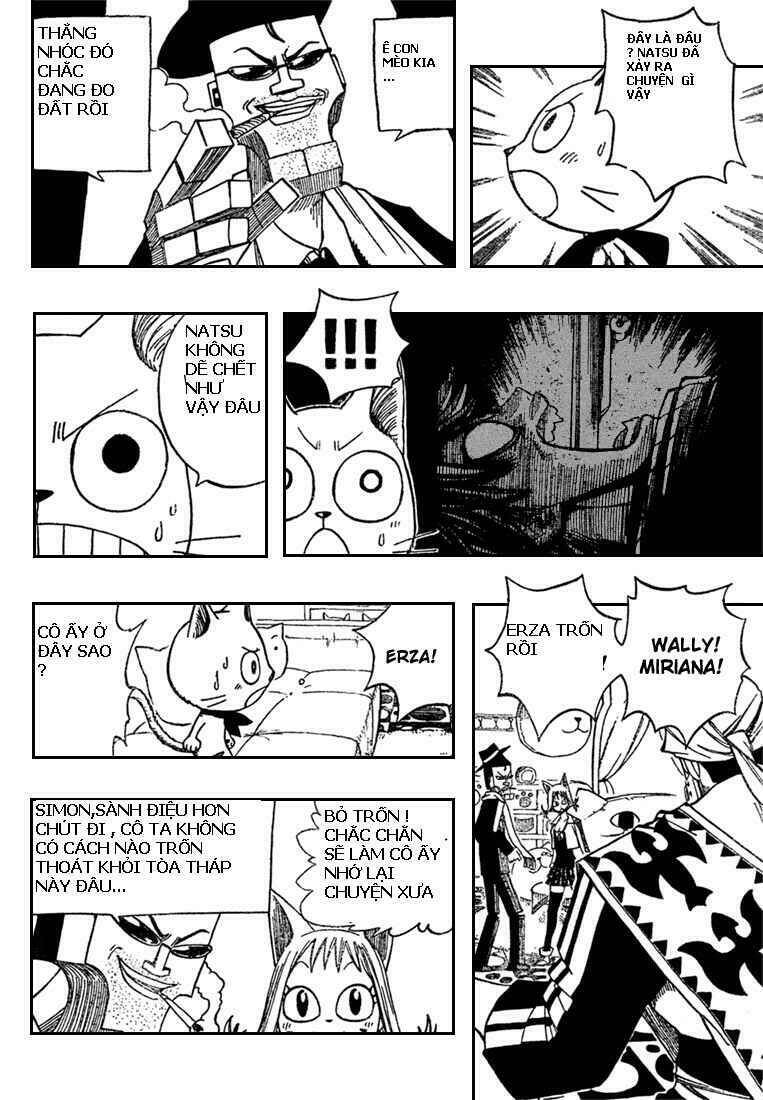 ĐÂY LÀ ĐÂU
? NATSU ĐÃ
XẢY RA
CHUYỆN GÌ
VẬY
Ê CON
MÈO KIA
...
THẰNG
NHÓC ĐÓ
CHẮC
ĐANG ĐO
ĐẤT RỒI
!!!
NATSU
KHÔNG
DẼ CHẾT
NHƯ
VẬY ĐÂU
WALLY!
MIRIANA!
ERZA TRỐN
RỒI
!
ERZA!
CÔ ẤY Ở
ĐÂY SAO
?
BỎ TRỐN !
CHẮC CHẮN
SẼ LÀM CÔ ẤY
NHỚ LẠI
CHUYỆN XƯA
SIMON,SÀNH ĐIỆU HƠN
CHÚT ĐI , CÔ TA KHÔNG
CÓ CÁCH NÀO TRỐN
THOÁT KHỎI TÒA THÁP
NÀY ĐÂU...